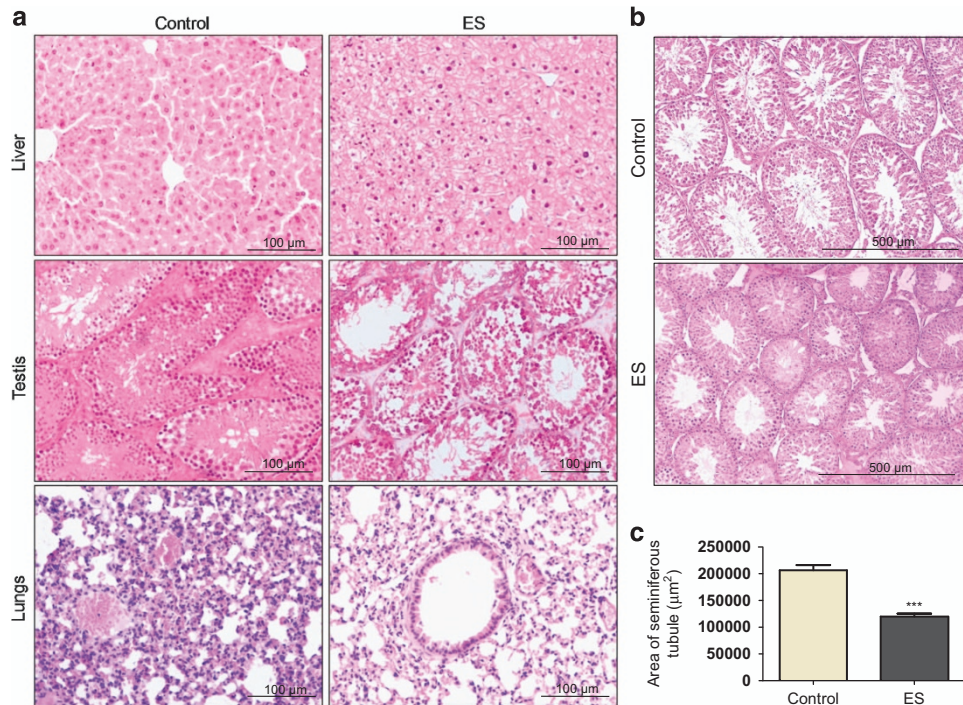 a
Control
ES
Liver
100 µm
100 µm
Testis
100 µm
100 µm
Lungs
100 µm
100 µm
b
Control
500 µm
ES
500 µm
c
Area of seminiferous
tubule (µm2)
250000
200000
150000
100000
50000
0
***
Control
ES